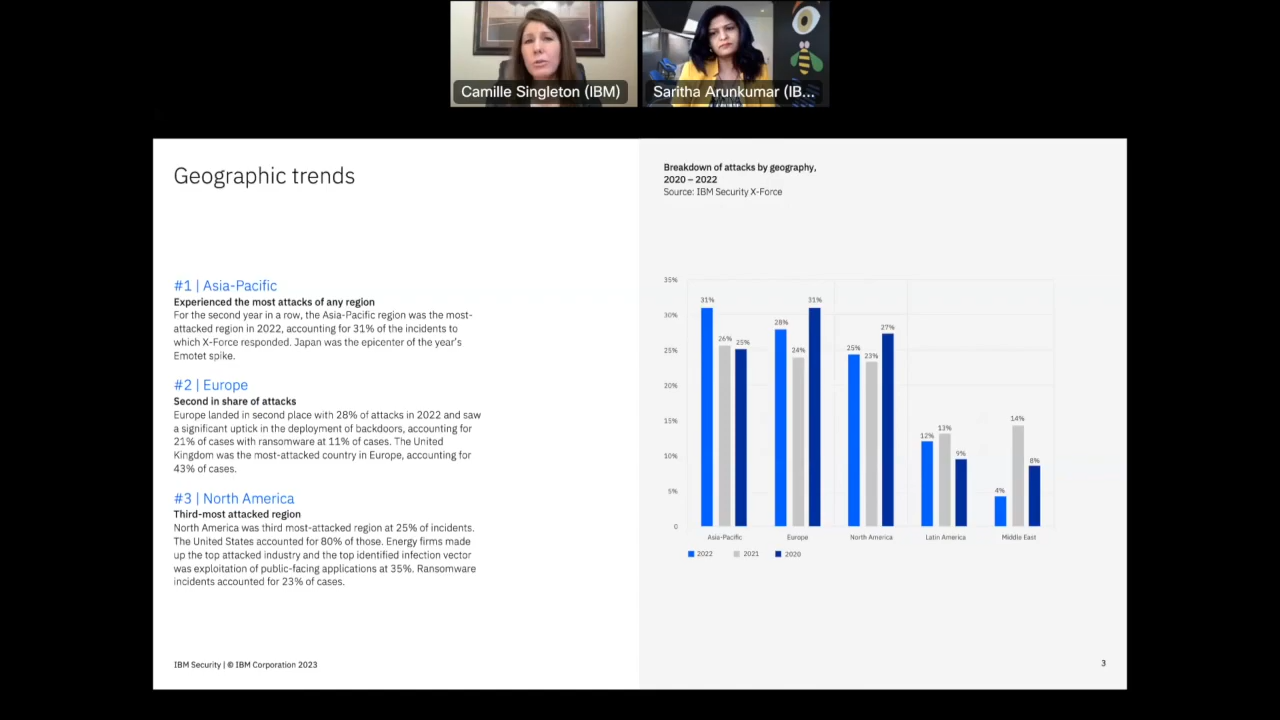 Camille Singleton (IBM)
Saritha Arunkumar (IB...
Geographic trends
#1 | Asia-Pacific
Experienced the most attacks of any region
For the second year in a row, the Asia-Pacific region was the most-
attacked region in 2022, accounting for 31% of the incidents to
which X-Force responded. Japan was the epicenter of the year's
Emotet spike.
#2 | Europe
Second in share of attacks
Europe landed in second place with 28% of attacks in 2022 and saw
a significant uptick in the deployment of backdoors, accounting for
21% of cases with ransomware at 11% of cases. The United
Kingdom was the most-attacked country in Europe, accounting for
43% of cases.
#3 | North America
Third-most attacked region
North America was third most-attacked region at 25% of incidents.
The United States accounted for 80% of those. Energy firms made
up the top attacked industry and the top identified infection vector
was exploitation of public-facing applications at 35%. Ransomware
incidents accounted for 23% of cases.
IBM Security | © IBM Corporation 2023
Breakdown of attacks by geography,
2020 – 2022
Source: IBM Security X-Force
35%
30%
25%
20%
15%
10%
5%
0
31% 26% 25%
28% 24% 31%
25% 23% 27%
12% 13% 9%
4% 14% 8%
Asia-Pacific Europe North America Latin America Middle East
2022 2021 2020
3